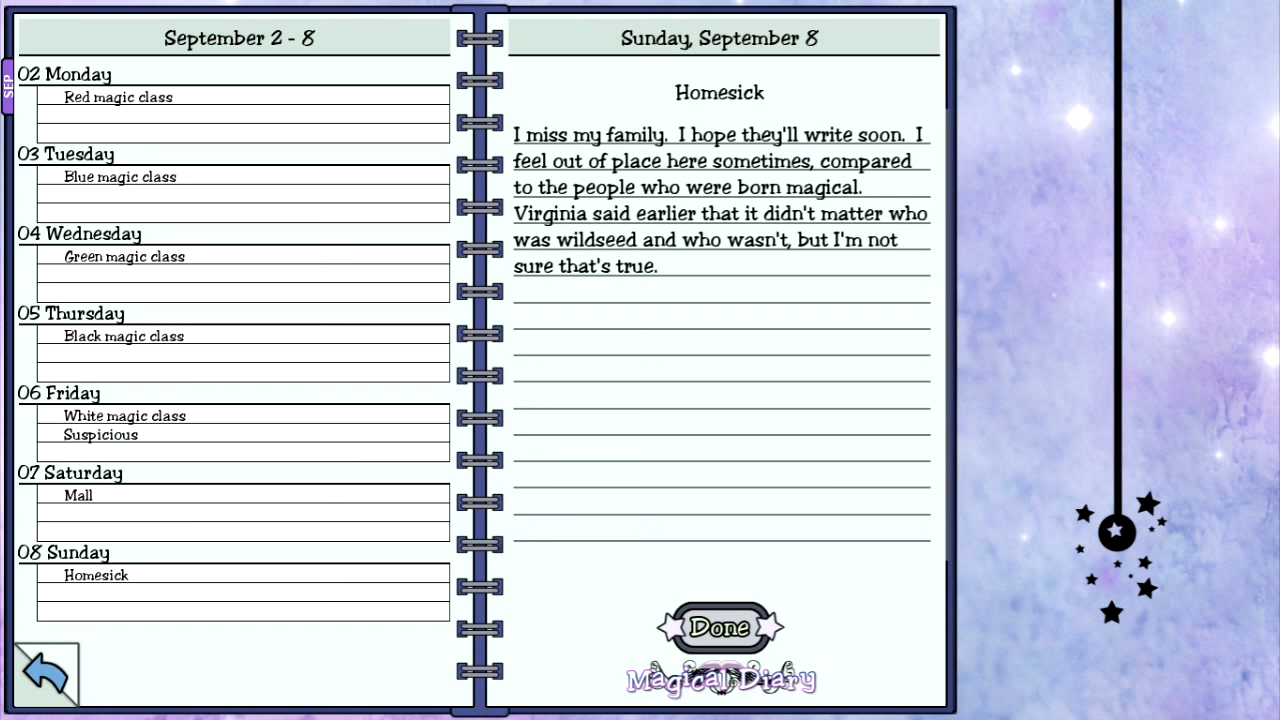 September 2 - 8
SEP
02 Monday
Red magic class
03 Tuesday
Blue magic class
04 Wednesday
Green magic class
05 Thursday
Black magic class
06 Friday
White magic class
Suspicious
07 Saturday
Mall
08 Sunday
Homesick
Sunday, September 8
Homesick
I miss my family.  I hope they'll write soon.  I
feel out of place here sometimes, compared
to the people who were born magical.
Virginia said earlier that it didn't matter who
was wildseed and who wasn't, but I'm not
sure that's true.
Done
Magical Diary